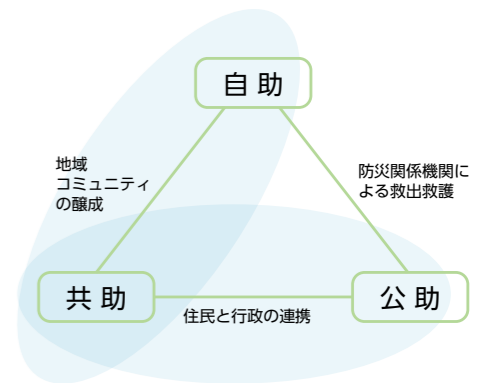 自助
地域
コミュニティ
の醸成
防災関係機関に
よる救出救護
共助
公助
住民と行政の連携